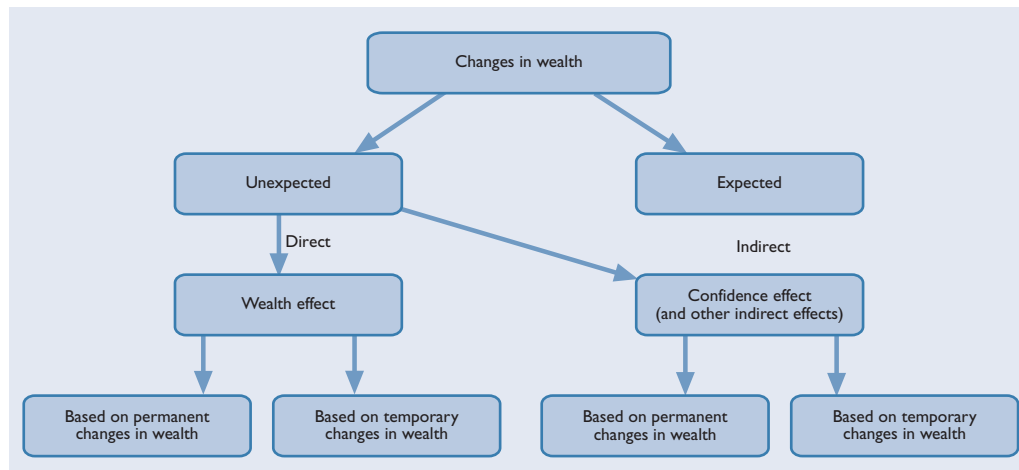 Changes in wealth
Unexpected
Expected
Direct
Indirect
Wealth effect
Confidence effect
(and other indirect effects)
Based on permanent
changes in wealth
Based on temporary
changes in wealth
Based on permanent
changes in wealth
Based on temporary
changes in wealth